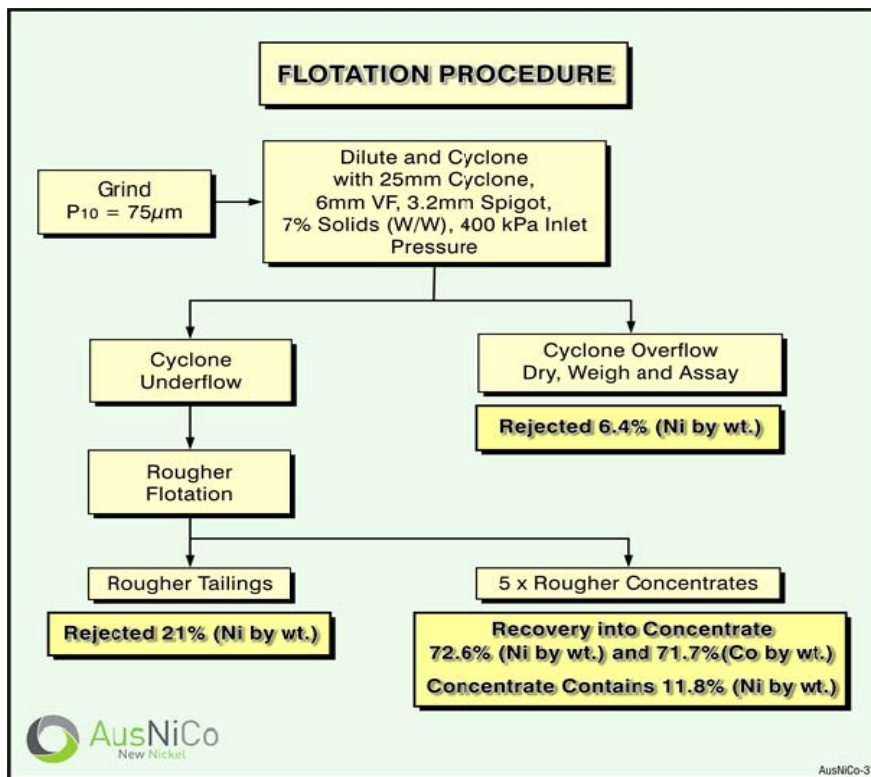 FLOTATION PROCEDURE
Grind
P10 = 75µm
Dilute and Cyclone
with 25mm Cyclone,
6mm VF, 3.2mm Spigot,
7% Solids (W/W), 400 kPa Inlet
Pressure
Cyclone
Underflow
Cyclone Overflow
Dry, Weigh and Assay
Rejected 6.4% (Ni by wt.)
Rougher
Flotation
Rougher Tailings
Rejected 21% (Ni by wt.)
5 x Rougher Concentrates
Recovery into Concentrate
72.6% (Ni by wt.) and 71.7%(Co by wt.)
Concentrate Contains 11.8% (Ni by wt.)
AusNiCo
New Nickel